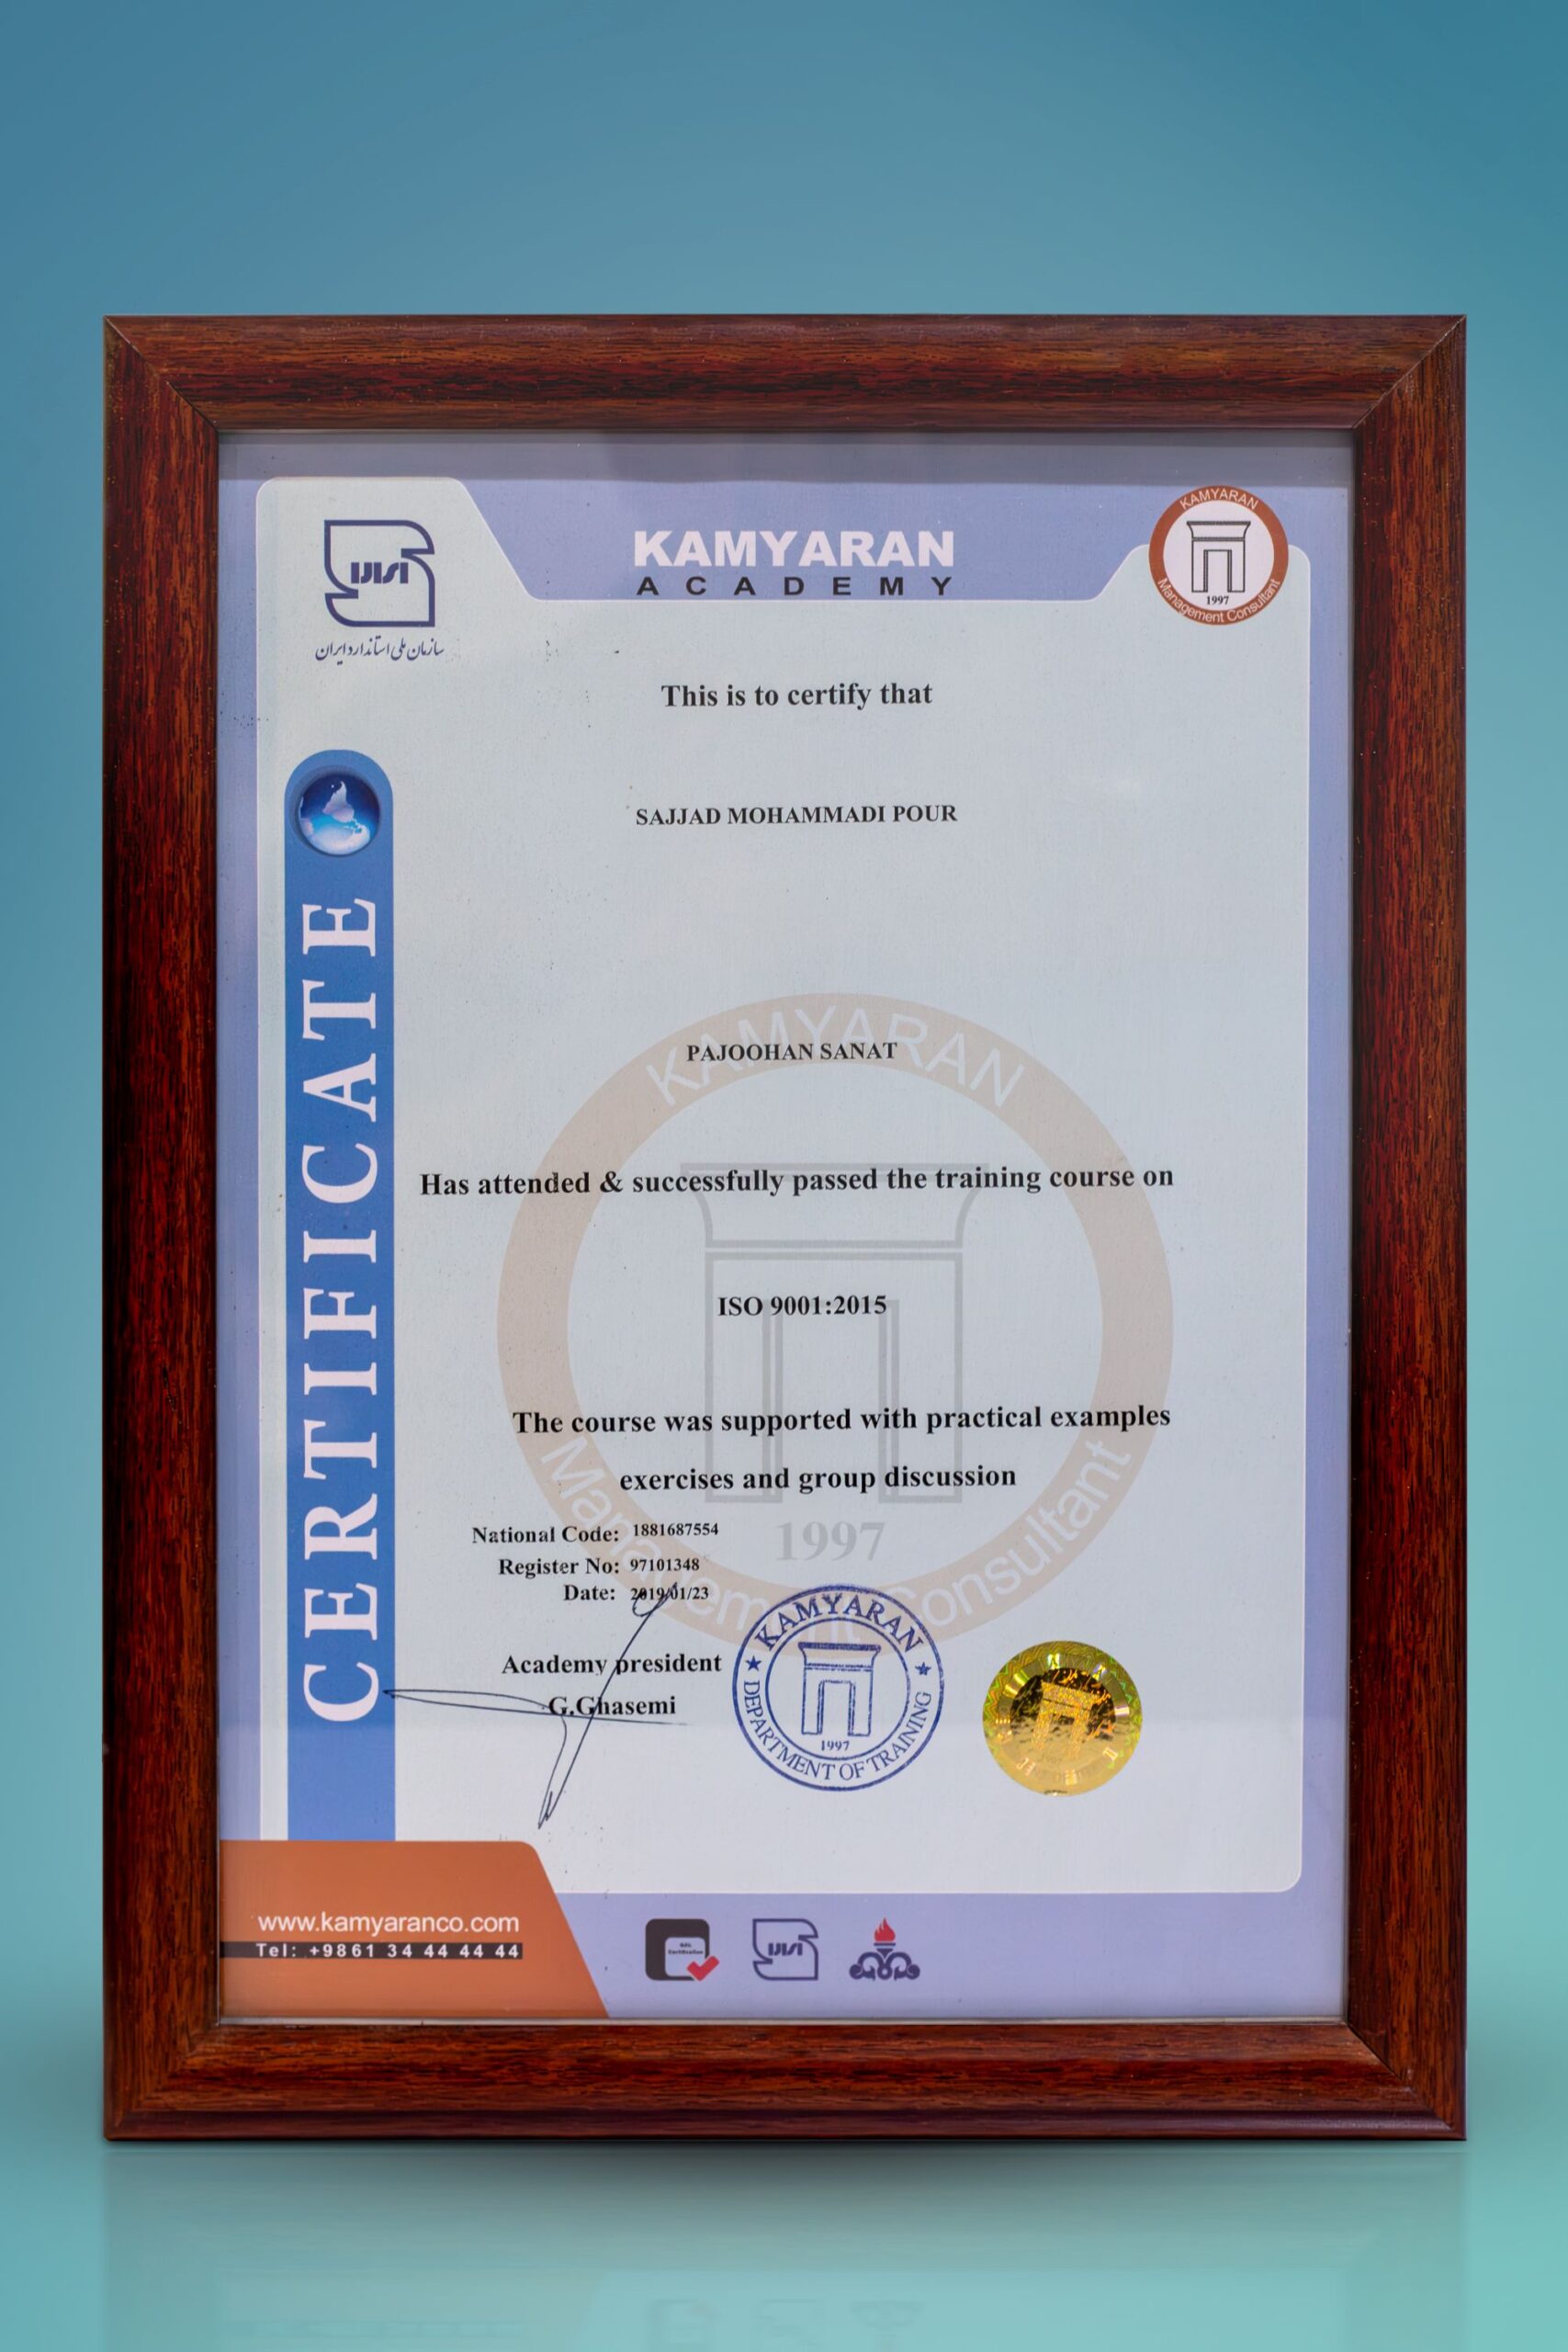 KAMYARAN
ACADEMY
سازمان ملی استاندارد ایران
KAMYARAN
1997
Management Consultant
This is to certify that
SAJJAD MOHAMMADI POUR
CERTIFICATE
KAMYARAN
PAJOOHAN SANAT
Has attended & successfully passed the training course on
ISO 9001:2015
The course was supported with practical examples
exercises and group discussion
1997
Management Consultant
National Code: 1881687554
Register No: 97101348
Date: 2019/01/23
Academy president
G.Ghasemi
KAMYARAN
1997
DEPARTMENT OF TRAINING
www.kamyaranco.com
Tel: +9861 34 44 44 44